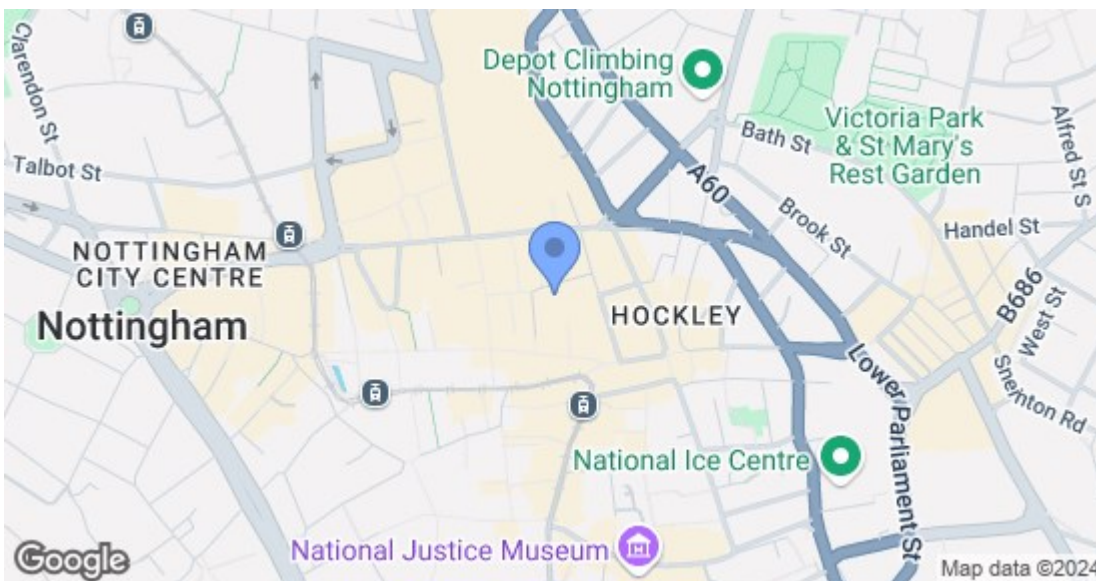 Clarendon St
Talbot St
Depot Climbing
Nottingham
Bath St
Victoria Park
& St Mary's
Rest Garden
Alfred St S
A60
Brook St
Handel St
NOTTINGHAM
CITY CENTRE
Nottingham
HOCKLEY
B686
West St
Sneinton Rd
Lower Parliament St
National Ice Centre
National Justice Museum
Google
Map data ©2024